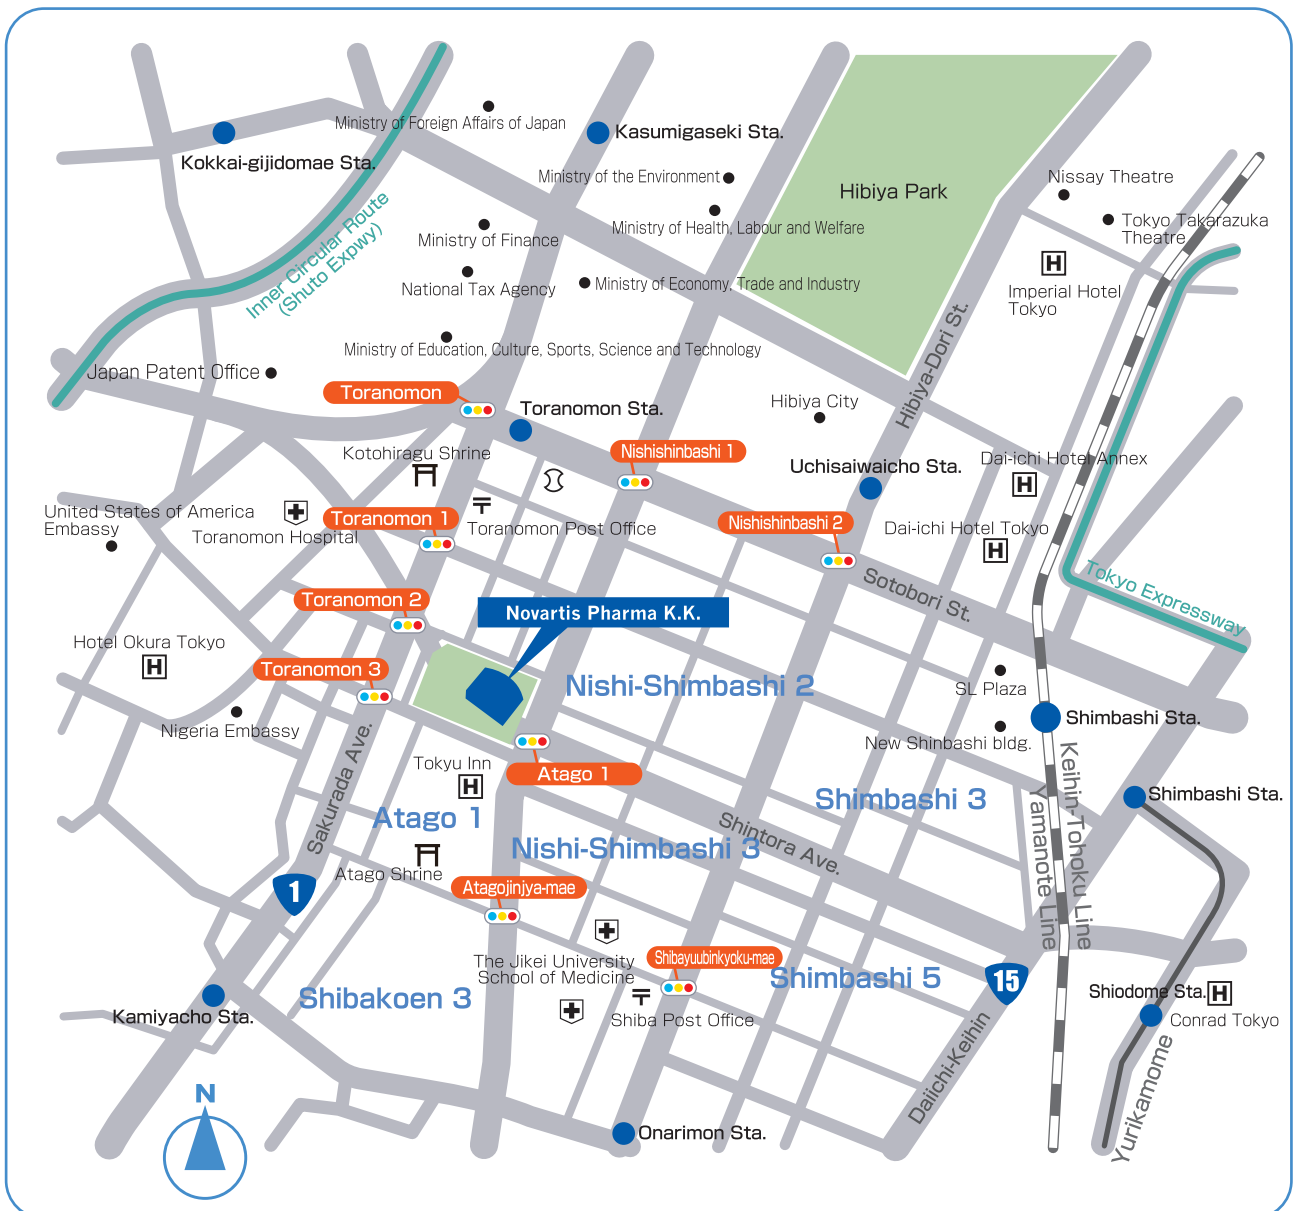 Ministry of Foreign Affairs of Japan
Kasumigaseki Sta.
Kokkai-gijidomae Sta.
Ministry of the Environment
Hibiya Park
Nissay Theatre
Ministry of Health, Labour and Welfare
Tokyo Takarazuka
Theatre
Inner Circular Route
(Shuto Expwy)
Ministry of Finance
National Tax Agency
Ministry of Economy, Trade and Industry
H
Imperial Hotel
Tokyo
Ministry of Education, Culture, Sports, Science and Technology
Hibiya-Dori St.
Japan Patent Office
Toranomon
Toranomon Sta.
Hibiya City
Kotohiragu Shrine
Nishishinbashi 1
Uchisaiwaicho Sta.
Dai-ichi Hotel Annex
H
United States of America
Embassy
Toranomon Hospital
Toranomon 1
Toranomon Post Office
Nishishinbashi 2
Dai-ichi Hotel Tokyo
H
Sotobori St.
Tokyo Expressway
Toranomon 2
Novartis Pharma K.K.
Hotel Okura Tokyo
H
Toranomon 3
Nishi-Shimbashi 2
SL Plaza
Shimbashi Sta.
Nigeria Embassy
New Shinbashi bldg.
Sakurada Ave.
Tokyu Inn
H
Atago 1
Keihin-Tohoku Line
Yamanote Line
Shimbashi Sta.
Shimbashi 3
Atago 1
Shintora Ave.
Nishi-Shimbashi 3
Atago Shrine
1
Atagojinjya-mae
The Jikei University
School of Medicine
Shibayuubinkyoku-mae
Shimbashi 5
15
Shibakoen 3
Shiodome Sta.
H
Conrad Tokyo
Kamiyacho Sta.
Shiba Post Office
Daiichi-Keihin
Yurikamome
N
Onarimon Sta.